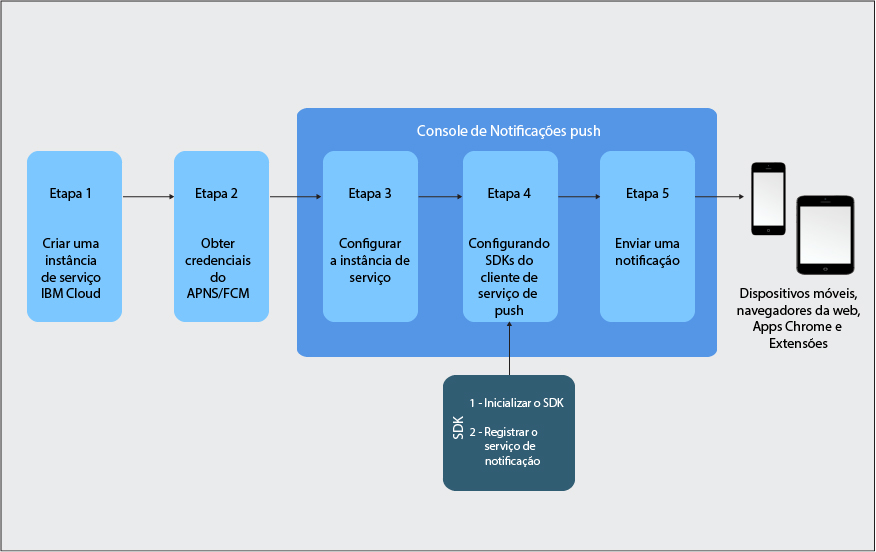 Console de Notificações push
Etapa 1
Criar uma
instância
de serviço
IBM Cloud
Etapa 2
Obter
credenciais
do
APNS/FCM
Etapa 3
Configurar
a instância de
serviço
Etapa 4
Configurando
SDKs do
cliente de
serviço de
push
Etapa 5
Enviar uma
notificação
Dispositivos móveis,
navegadores da web,
Apps Chrome e
Extensões
SDK
1 - Inicializar o SDK
2 - Registrar o
serviço de
notificação